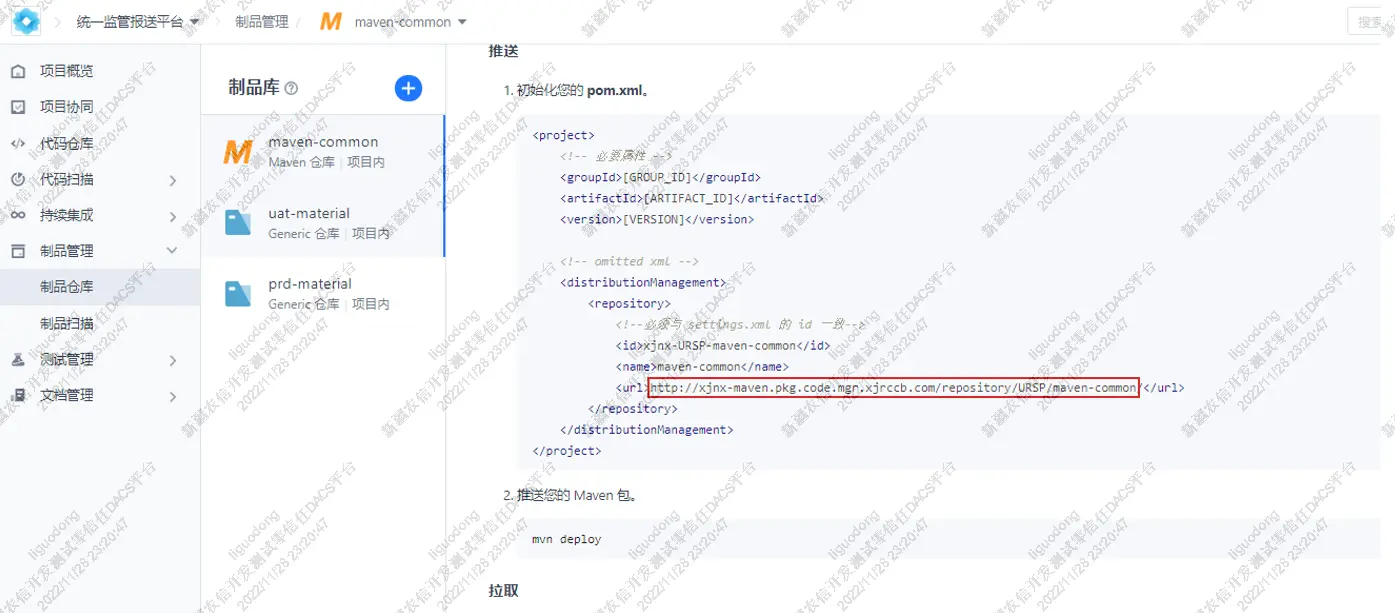 统一监管报送平台 制品管理 / maven-common
搜索
项目概览
项目协同
代码仓库
代码扫描
持续集成
制品管理
制品仓库
制品扫描
测试管理
文档管理
制品库
maven-common
Maven 仓库 | 项目内
uat-material
Generic 仓库 | 项目内
prd-material
Generic 仓库 | 项目内
推送
1. 初始化您的 pom.xml。
<project>
<!-- 必要属性 -->
<groupId>[GROUP_ID]</groupId>
<artifactId>[ARTIFACT_ID]</artifactId>
<version>[VERSION]</version>
<!-- omitted xml -->
<distributionManagement>
<repository>
<!--必须与 settings.xml 的 id 一致-->
<id>xjnx-URSP-maven-common</id>
<name>maven-common</name>
<url>http://xjnx-maven.pkg.code.mgr.xjrccb.com/repository/URSP/maven-common/</url>
</repository>
</distributionManagement>
</project>
2. 推送您的 Maven 包。
mvn deploy
拉取
liguodong
新疆农信开发测试零信任DACS平台
2022/11/28 23:20:47